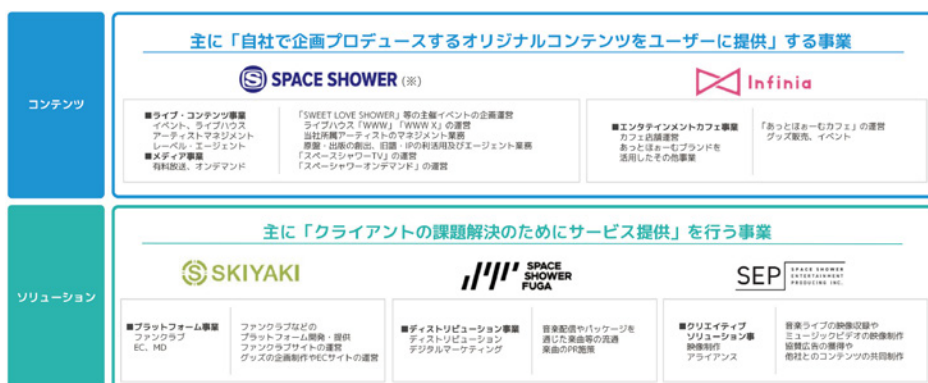 コンテンツ
主に「自社で企画プロデュースするオリジナルコンテンツをユーザーに提供」する事業
S SPACE SHOWER (※)
■ライブ・コンテンツ事業
イベント、ライブハウス
アーティストマネジメント
レーベル・エージェント
■メディア事業
有料放送、オンデマンド
「SWEET LOVE SHOWER」等の主催イベントの企画運営
ライブハウス「WWW」「WWW X」の運営
当社所属アーティストのマネジメント業務
原盤・出版の創出、旧譜・IPの利活用及びエージェント業務
「スペースシャワーTV」の運営
「スペーシャワーオンデマンド」の運営
Infinia
■エンタテインメントカフェ事業
カフェ店舗運営
あっとほぉーむブランドを
活用したその他事業
「あっとほぉーむカフェ」の運営
グッズ販売、イベント
ソリューション
主に「クライアントの課題解決のためにサービス提供」を行う事業
S SKIYAKI
■プラットフォーム事業
ファンクラブ
EC、MD
ファンクラブなどの
プラットフォーム開発・提供
ファンクラブサイトの運営
グッズの企画制作やECサイトの運営
SPACE
SHOWER
FUGA
■ディストリビューション事業
ディストリビューション
デジタルマーケティング
音楽配信やパッケージを
通じた楽曲等の流通
楽曲のPR施策
SEP
SPACE SHOWER
ENTERTAINMENT
PRODUCING INC.
■クリエイティブ
ソリューション事
映像制作
アライアンス
音楽ライブの映像収録や
ミュージックビデオの映像制作
協賛広告の獲得や
他社とのコンテンツの共同制作